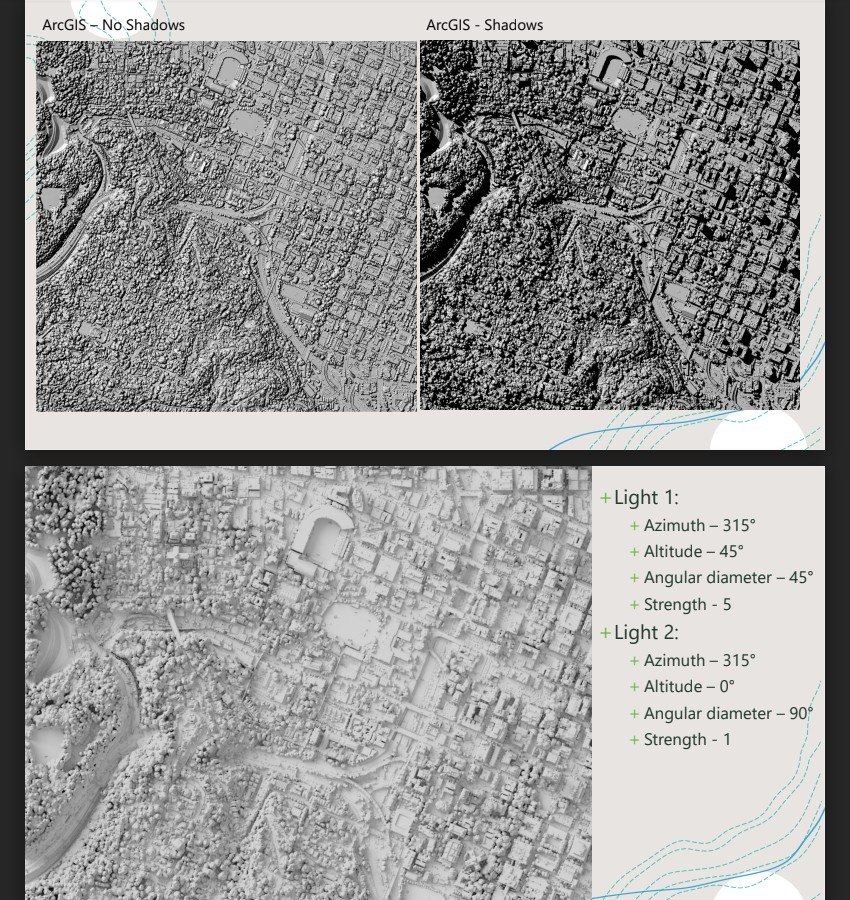 ArcGIS – No Shadows
ArcGIS - Shadows
+ Light 1:
+ Azimuth – 315°
+ Altitude – 45°
+ Angular diameter – 45°
+ Strength - 5
+ Light 2:
+ Azimuth – 315°
+ Altitude – 0°
+ Angular diameter – 90°
+ Strength - 1